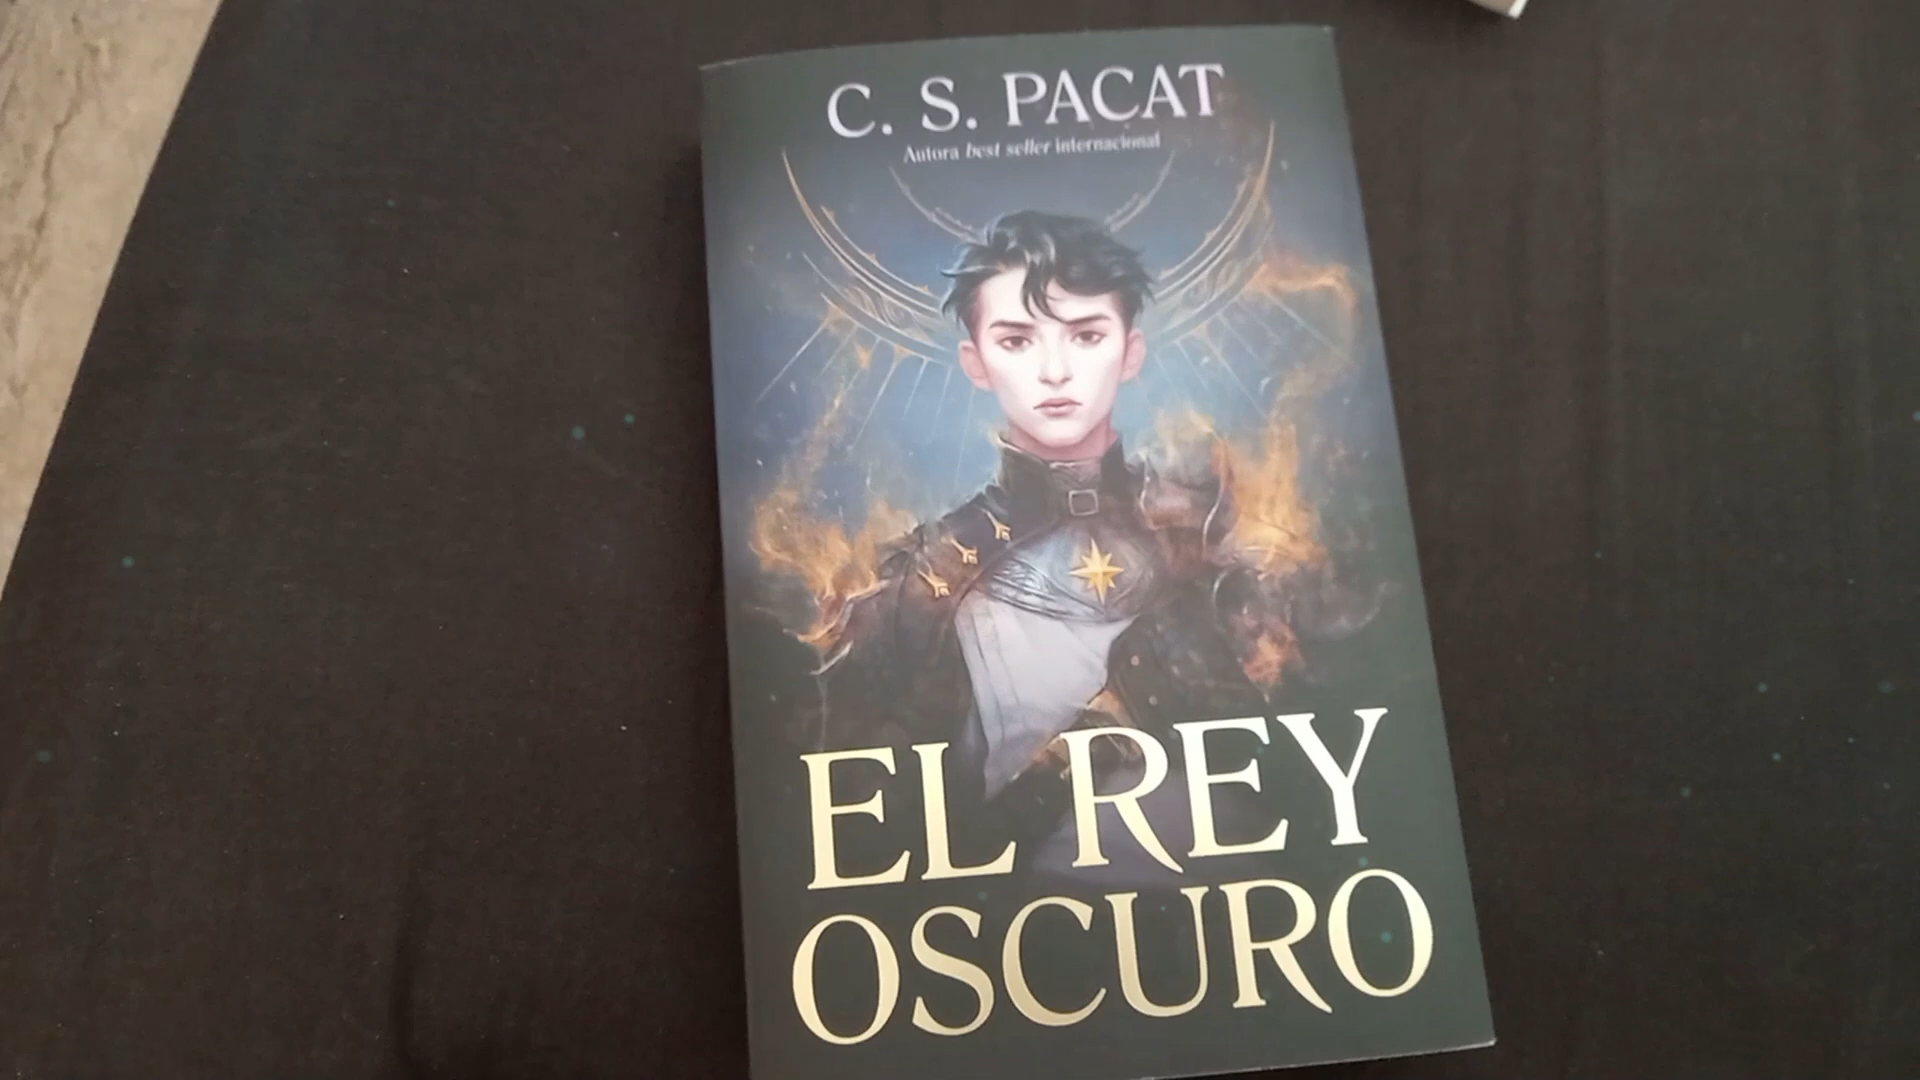 C. S. PACAT
Autora best seller internacional
EL REY
OSCURO